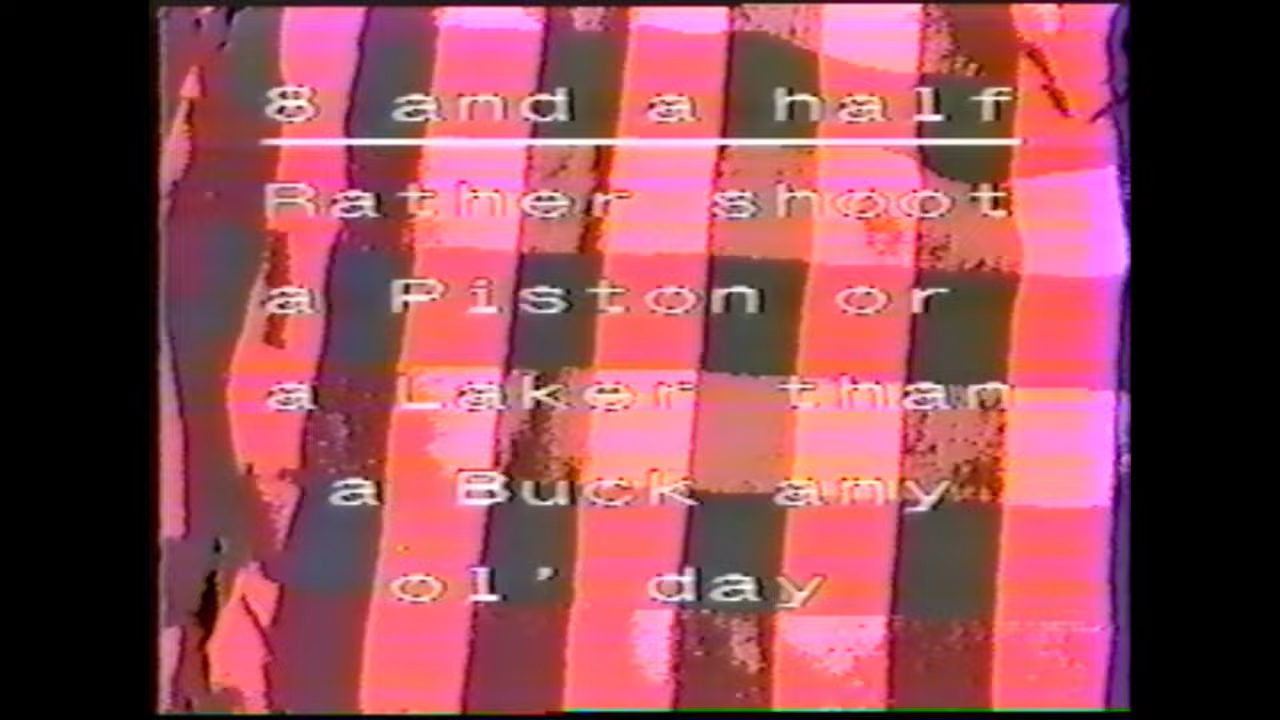 8 and a half
Rather shoot
a Piston or
a Laker than
a Buck any
ol' day